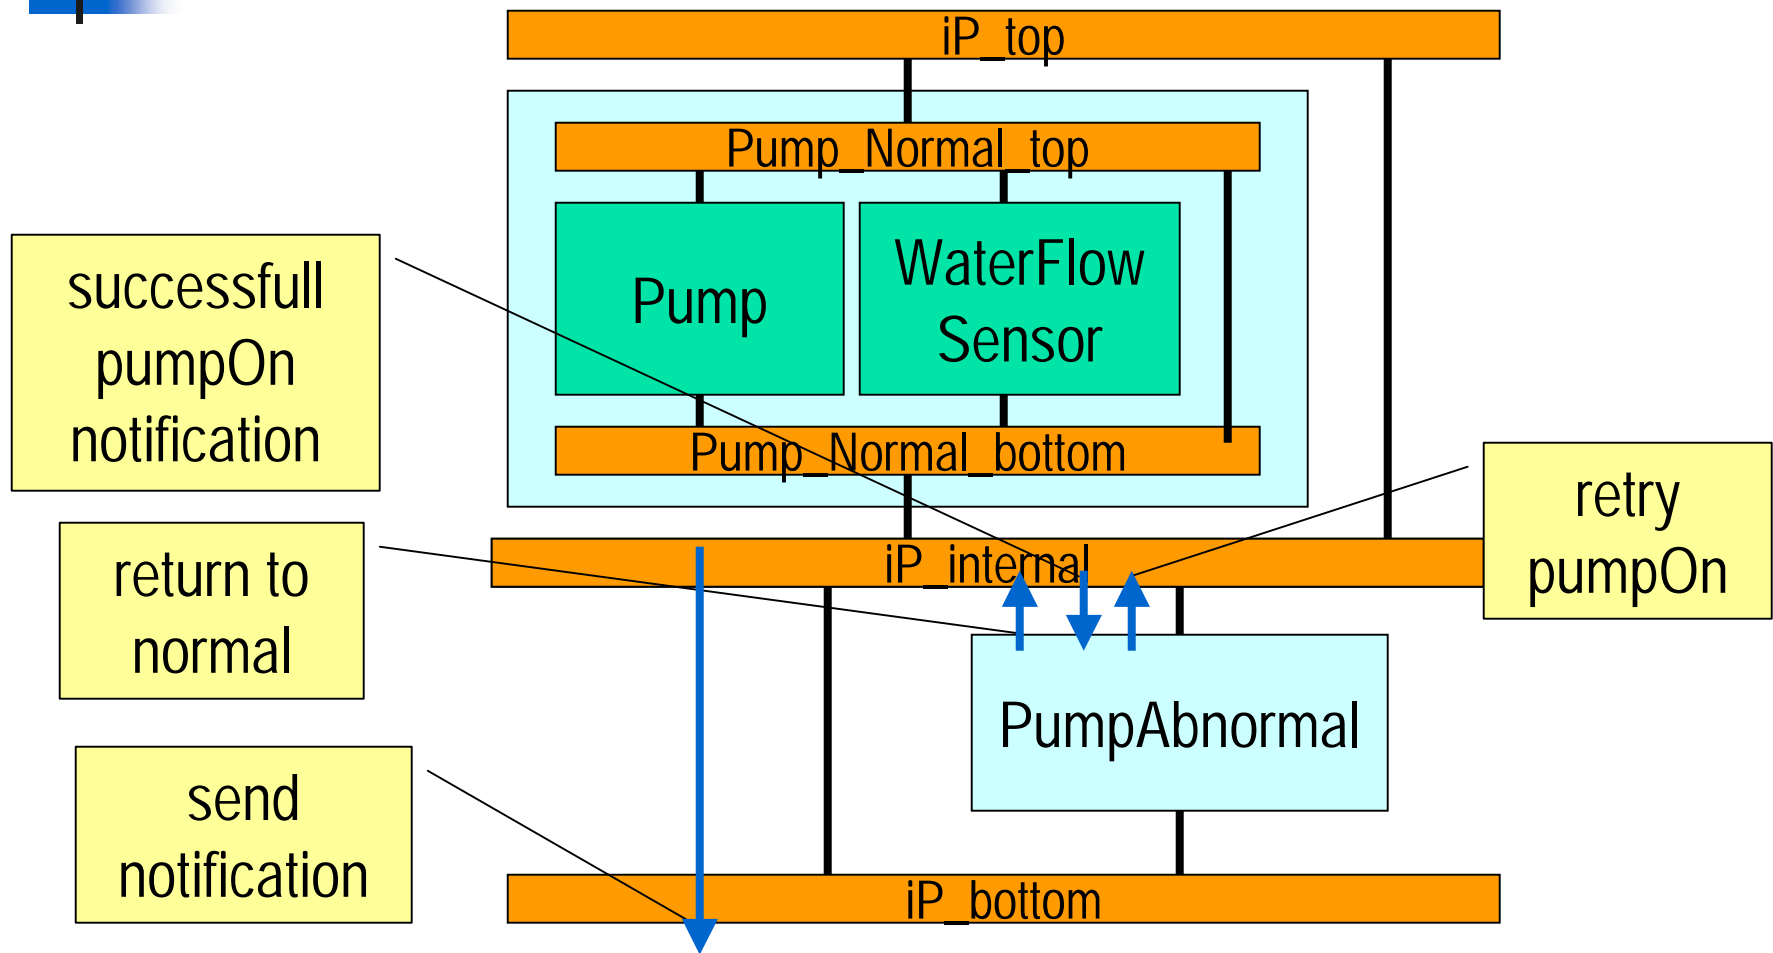 iP_top
Pump_Normal_top
Pump
WaterFlow
Sensor
Pump_Normal_bottom
successfull
pumpOn
notification
iP_internal
retry
pumpOn
return to
normal
PumpAbnormal
send
notification
iP_bottom